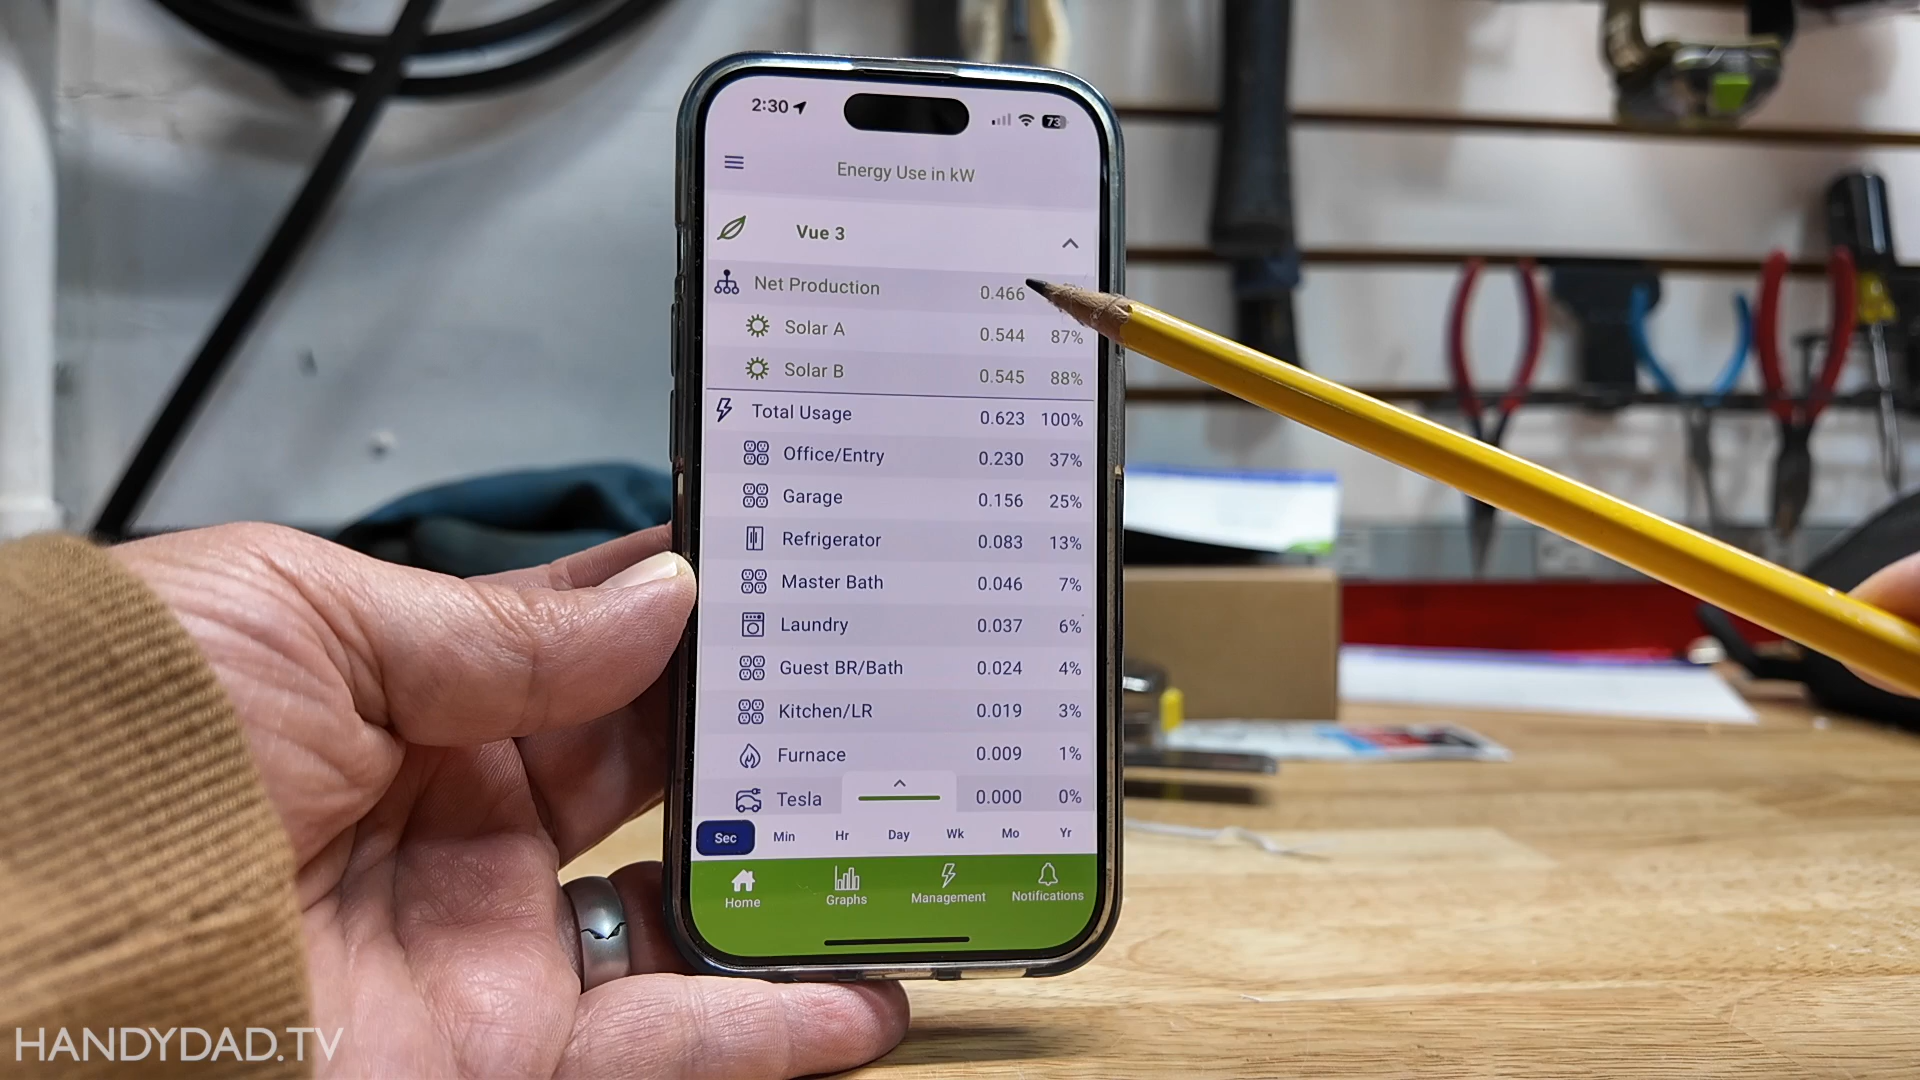 2:30
73
Energy Use in kW
Vue 3
Net Production 0.466
Solar A 0.544 87%
Solar B 0.545 88%
Total Usage 0.623 100%
Office/Entry 0.230 37%
Garage 0.156 25%
Refrigerator 0.083 13%
Master Bath 0.046 7%
Laundry 0.037 6%
Guest BR/Bath 0.024 4%
Kitchen/LR 0.019 3%
Furnace 0.009 1%
Tesla 0.000 0%
Sec Min Hr Day Wk Mo Yr
Home Graphs Management Notifications
HANDYDAD.TV